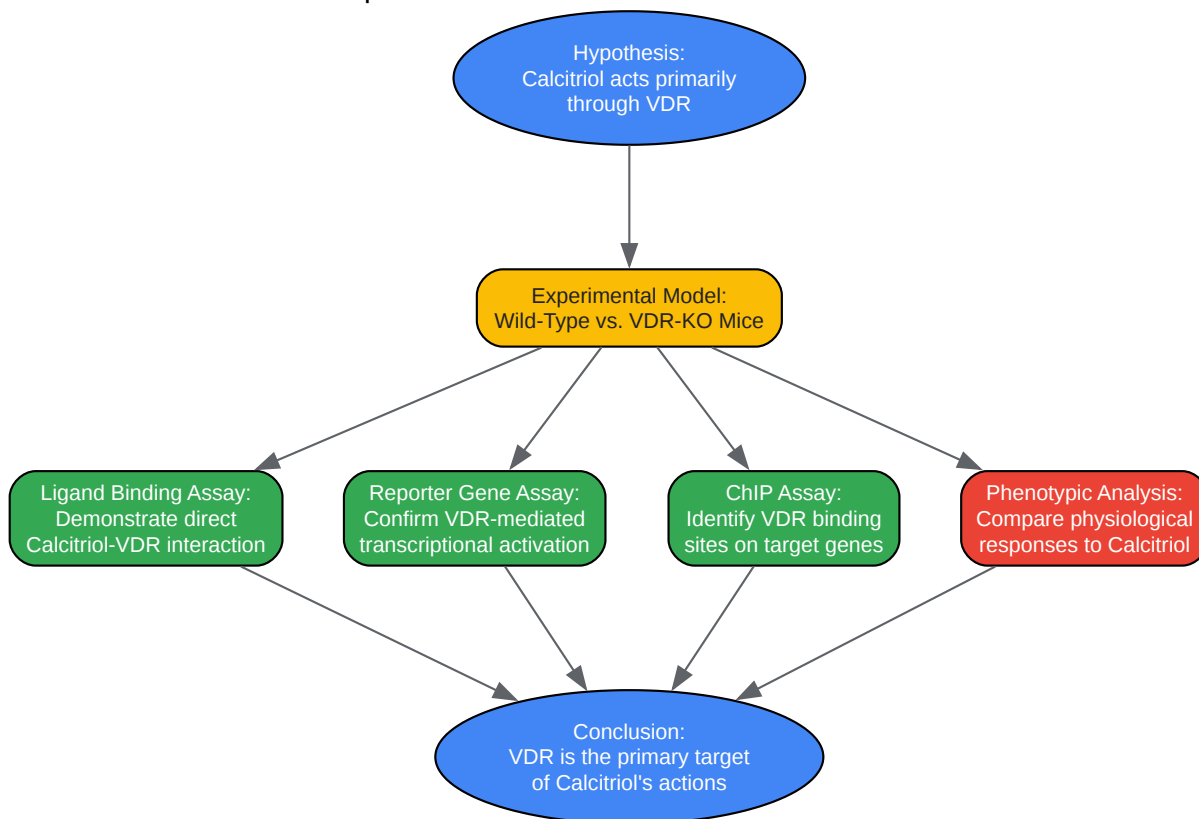 Hypothesis:
Calcitriol acts primarily
through VDR
Experimental Model:
Wild-Type vs. VDR-KO Mice
Ligand Binding Assay:
Demonstrate direct
Calcitriol-VDR interaction
Reporter Gene Assay:
Confirm VDR-mediated
transcriptional activation
ChIP Assay:
Identify VDR binding
sites on target genes
Phenotypic Analysis:
Compare physiological
responses to Calcitriol
Conclusion:
VDR is the primary target
of Calcitriol's actions